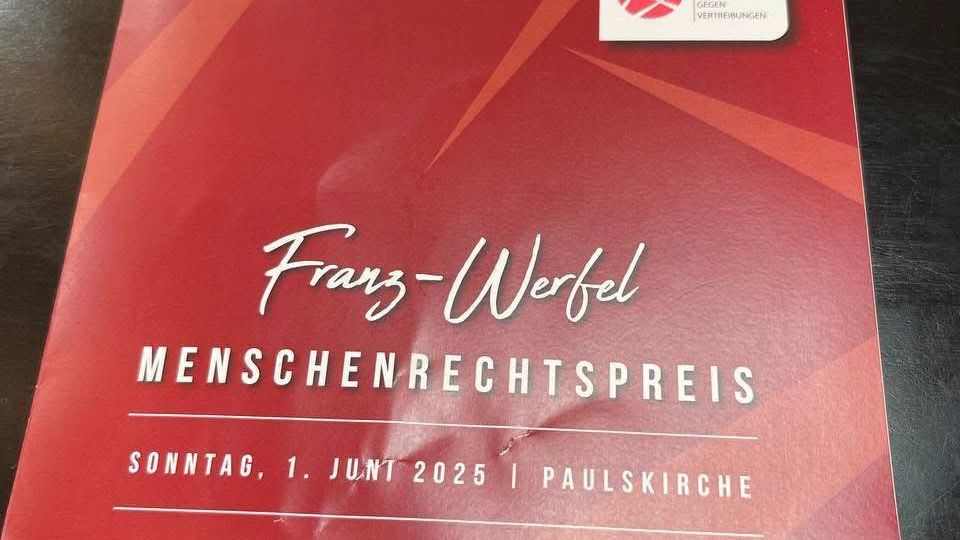 GEGEN
VERTREIBUNGEN
Franz-Werfel
MENSCHENRECHTSPREIS
SONNTAG, 1. JUNI 2025 | PAULSKIRCHE